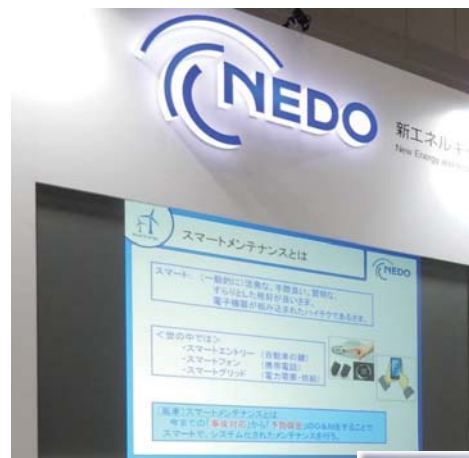 NEDO
新エネルギー
New Energy and
スマートメンテナンスとは
NEDO
スマート: (一般的に)活発な、手際良い、賢明な、
すらりとした格好が良いさま。
電子機器が組み込まれたハイテクであるさま。
<世の中では>
・スマートエントリー (自動車の鍵)
・スマートフォン (携帯電話)
・スマートグリッド (電力需要・供給)
[風車]スマートメンテナンスとは
今までの「事後対応」から「予防保全」のO&Mをすることで
スマートで、システム化されたメンテナンスを行う。